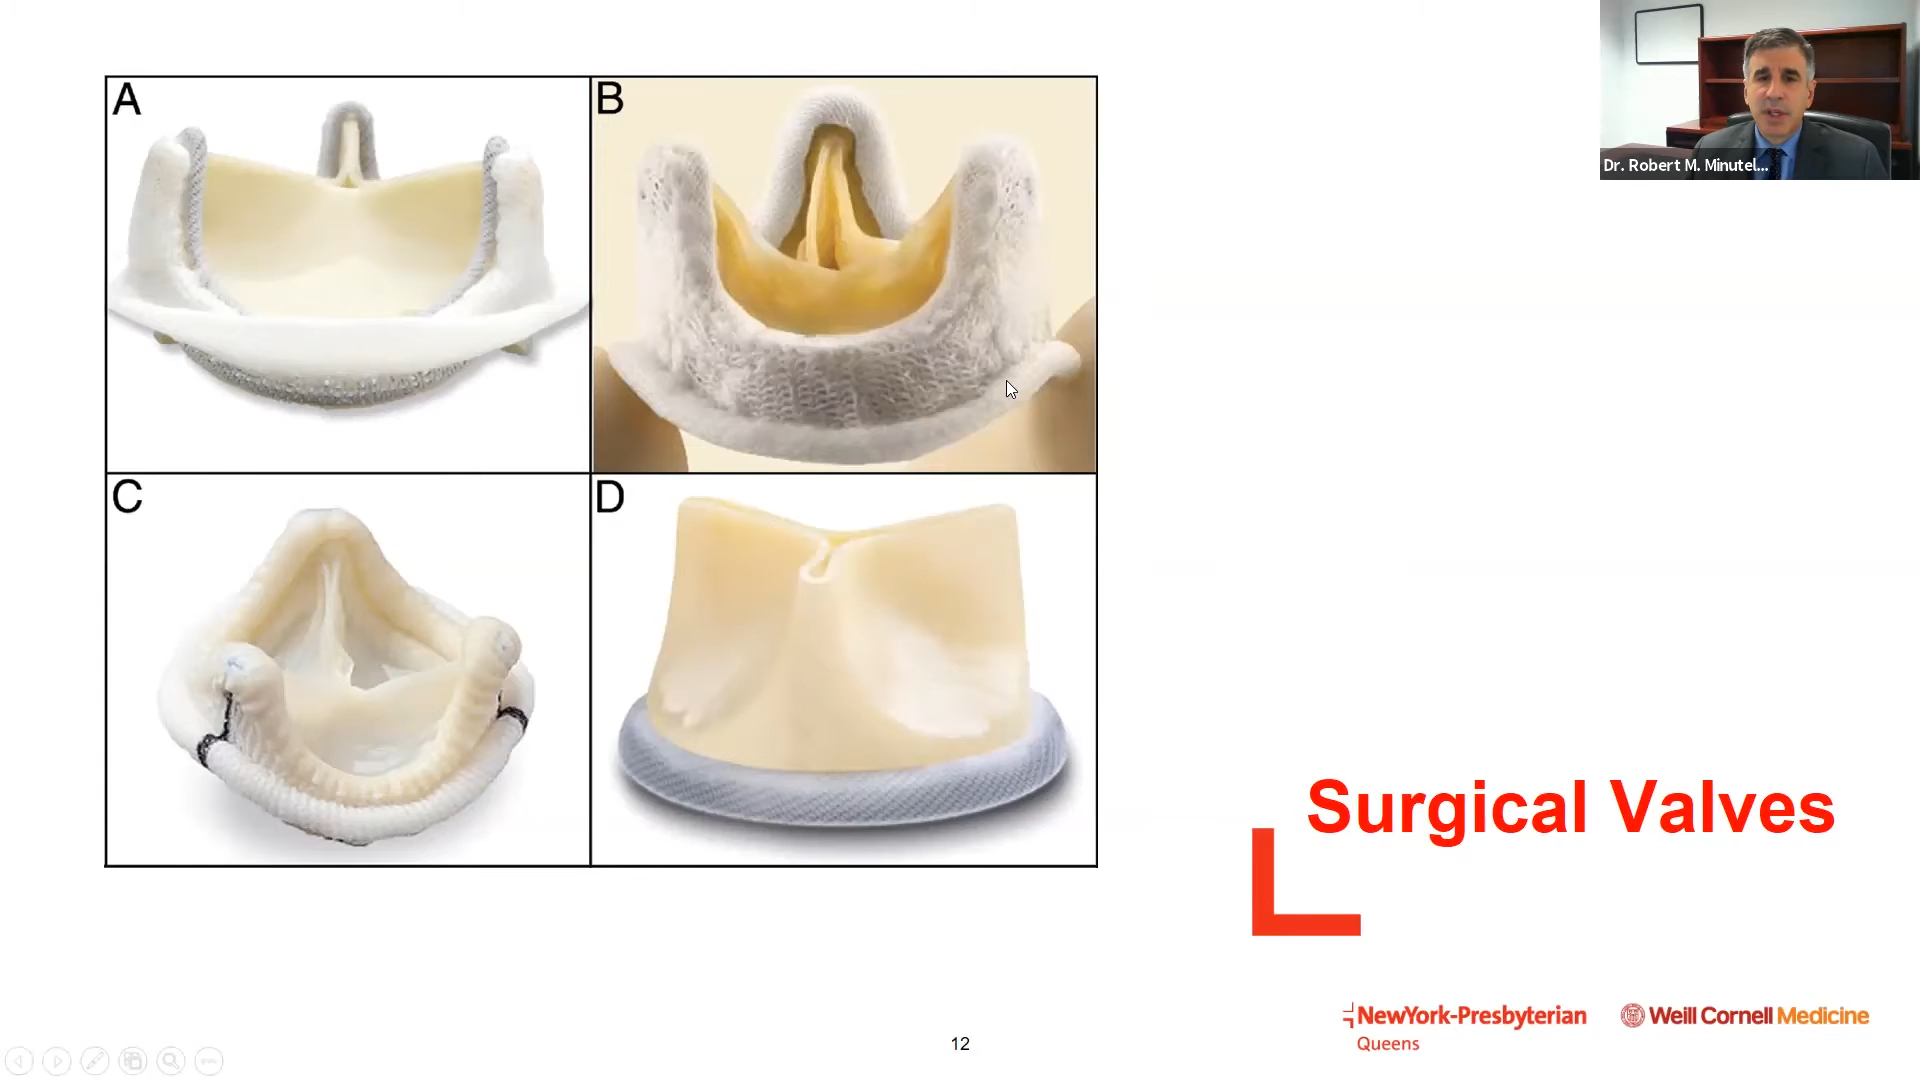 A
B
Dr. Robert M. Minutel...
C
D
Surgical Valves
NewYork-Presbyterian
Queens
Weill Cornell Medicine
12